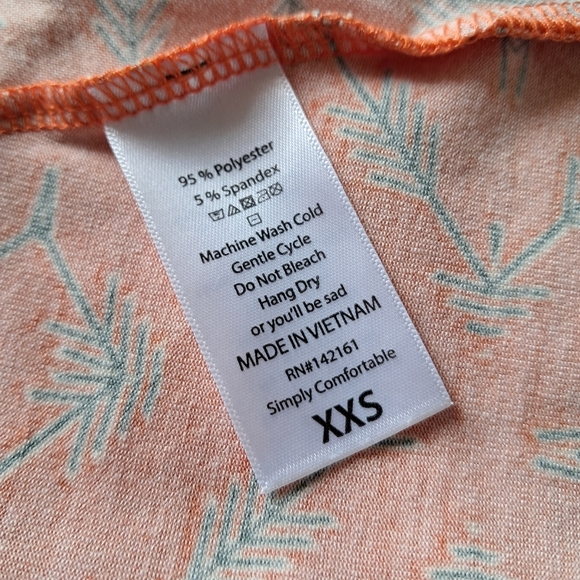 95 % Polyester
5 % Spandex
Machine Wash Cold
Gentle Cycle
Do Not Bleach
Hang Dry
or you'll be sad
MADE IN VIETNAM
RN#142161
Simply Comfortable
XXS